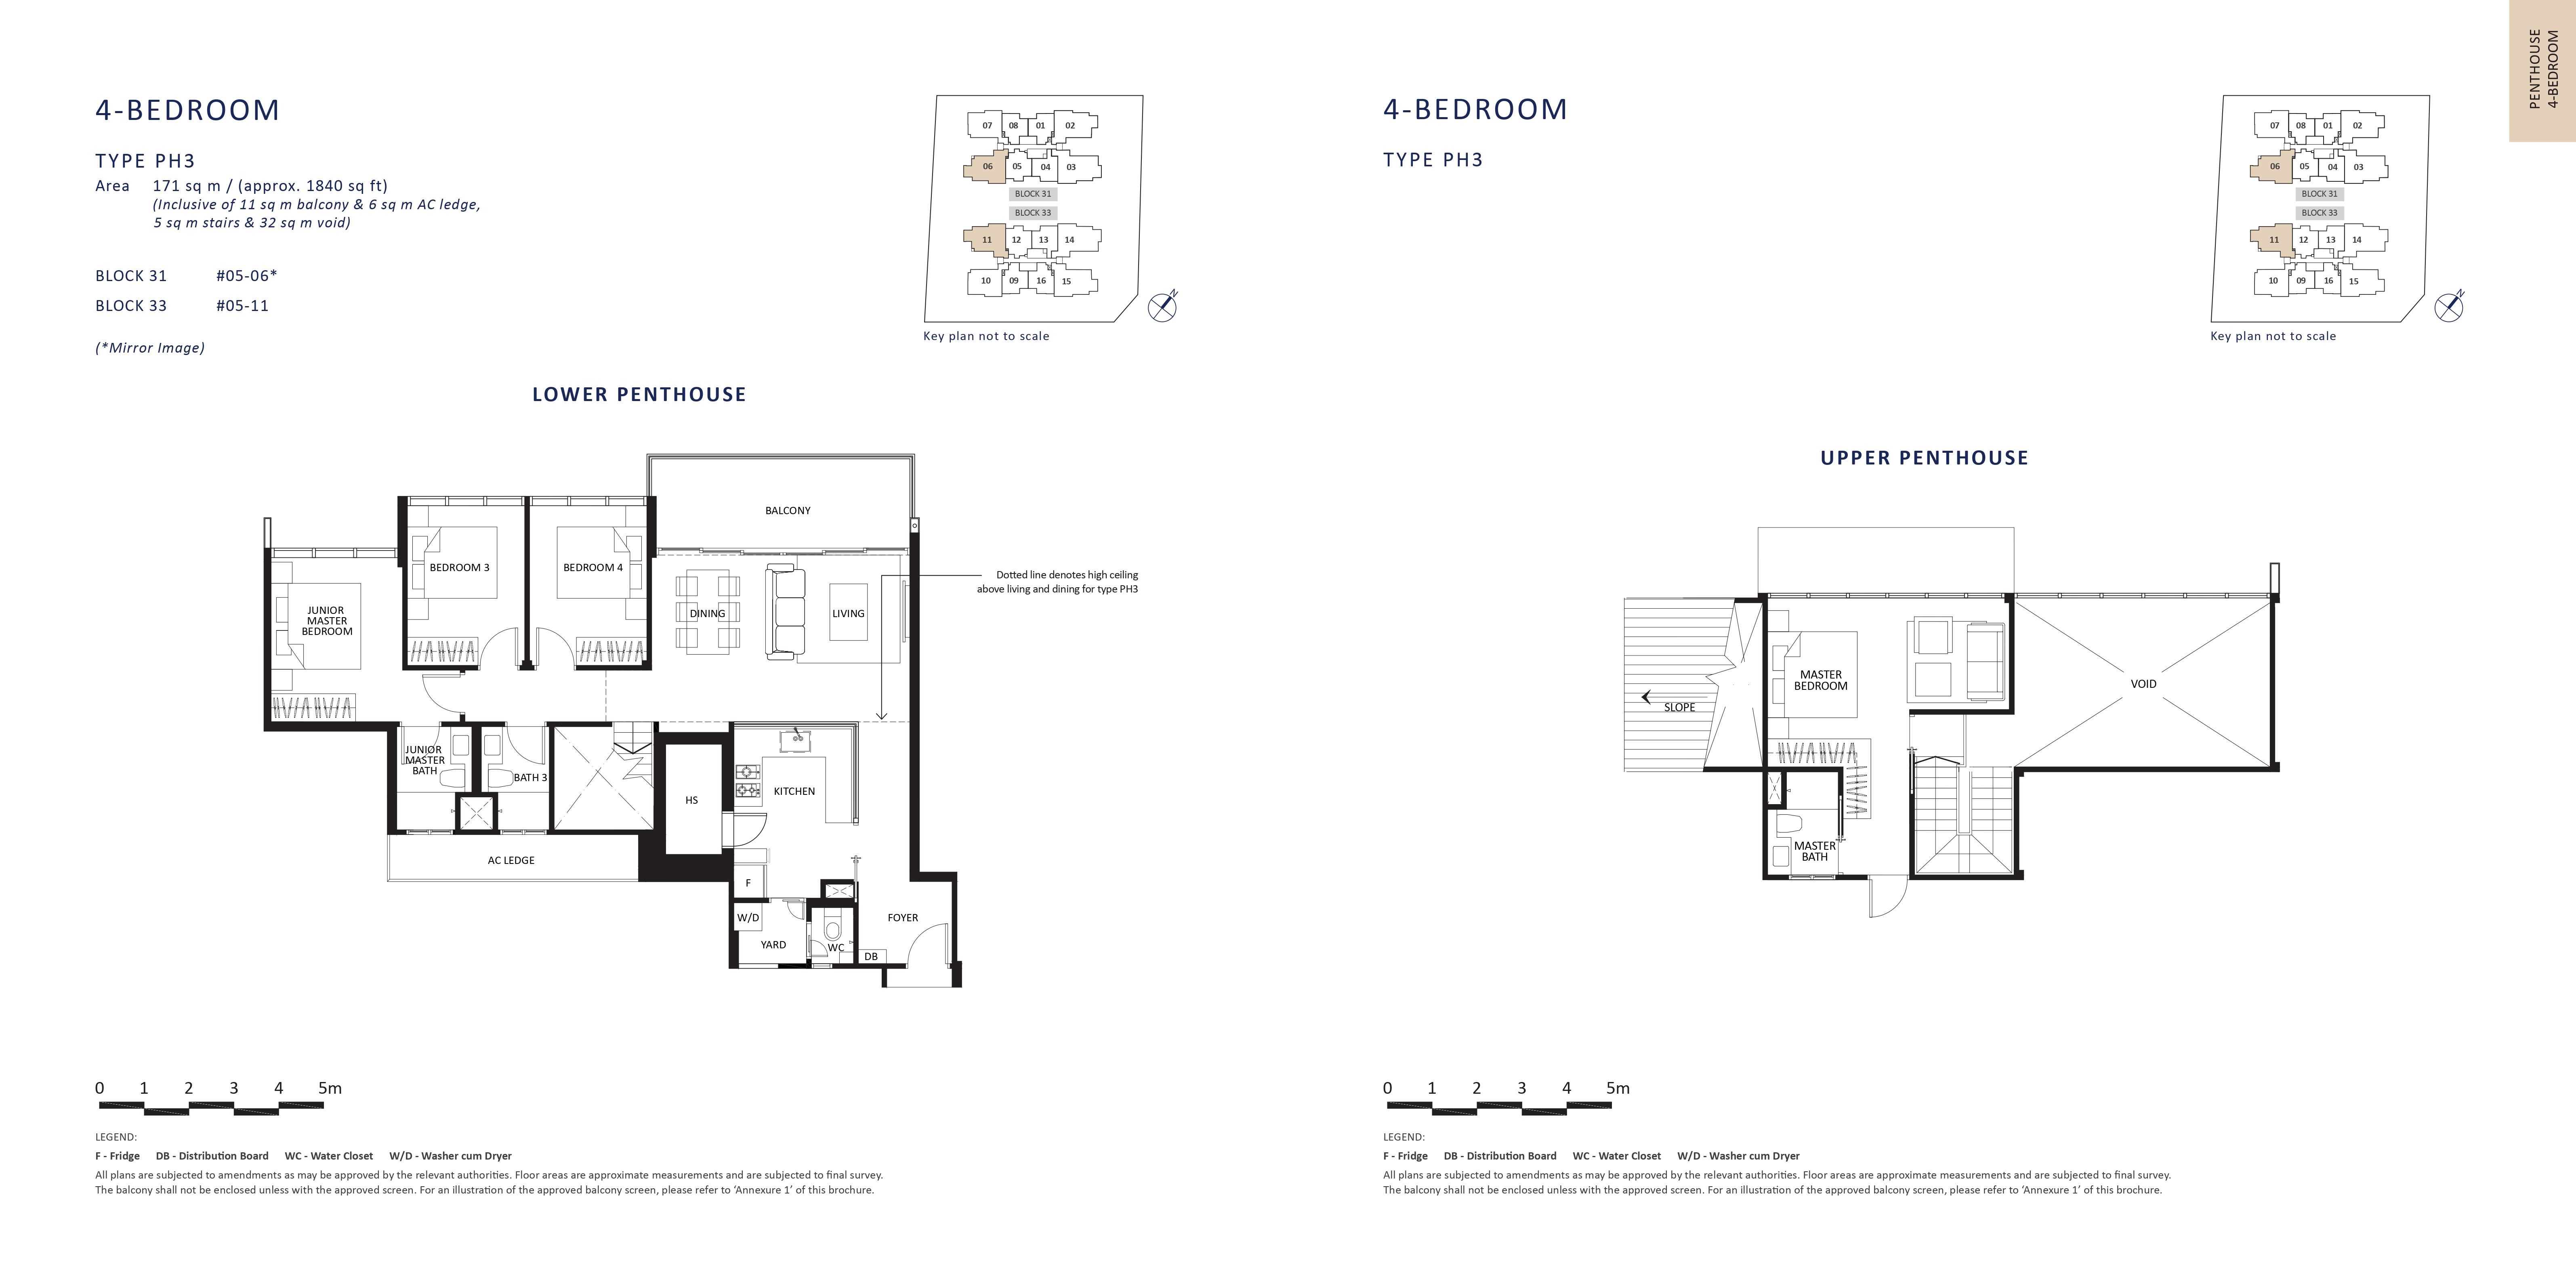 4-BEDROOM
TYPE PH3
Area 171 sq m / (approx. 1840 sq ft)
(Inclusive of 11 sq m balcony & 6 sq m AC ledge,
5 sq m stairs & 32 sq m void)
BLOCK 31 #05-06*
BLOCK 33 #05-11
(*Mirror Image)
07 08 01 02
06 05 04 03
BLOCK 31
BLOCK 33
11 12 13 14
10 09 16 15
N
Key plan not to scale
LOWER PENTHOUSE
BALCONY
BEDROOM 3
BEDROOM 4
Dotted line denotes high ceiling
above living and dining for type PH3
JUNIOR
MASTER
BEDROOM
DINING
LIVING
JUNIOR
MASTER
BATH
BATH 3
HS
KITCHEN
AC LEDGE
F
W/D
YARD
WC
FOYER
DB
0 1 2 3 4 5m
LEGEND:
F - Fridge DB - Distribution Board WC - Water Closet W/D - Washer cum Dryer
All plans are subjected to amendments as may be approved by the relevant authorities. Floor areas are approximate measurements and are subjected to final survey.
The balcony shall not be enclosed unless with the approved screen. For an illustration of the approved balcony screen, please refer to ‘Annexure 1’ of this brochure.
4-BEDROOM
TYPE PH3
07 08 01 02
06 05 04 03
BLOCK 31
BLOCK 33
11 12 13 14
10 09 16 15
N
Key plan not to scale
PENTHOUSE
4-BEDROOM
UPPER PENTHOUSE
MASTER
BEDROOM
VOID
SLOPE
MASTER
BATH
0 1 2 3 4 5m
LEGEND:
F - Fridge DB - Distribution Board WC - Water Closet W/D - Washer cum Dryer
All plans are subjected to amendments as may be approved by the relevant authorities. Floor areas are approximate measurements and are subjected to final survey.
The balcony shall not be enclosed unless with the approved screen. For an illustration of the approved balcony screen, please refer to ‘Annexure 1’ of this brochure.